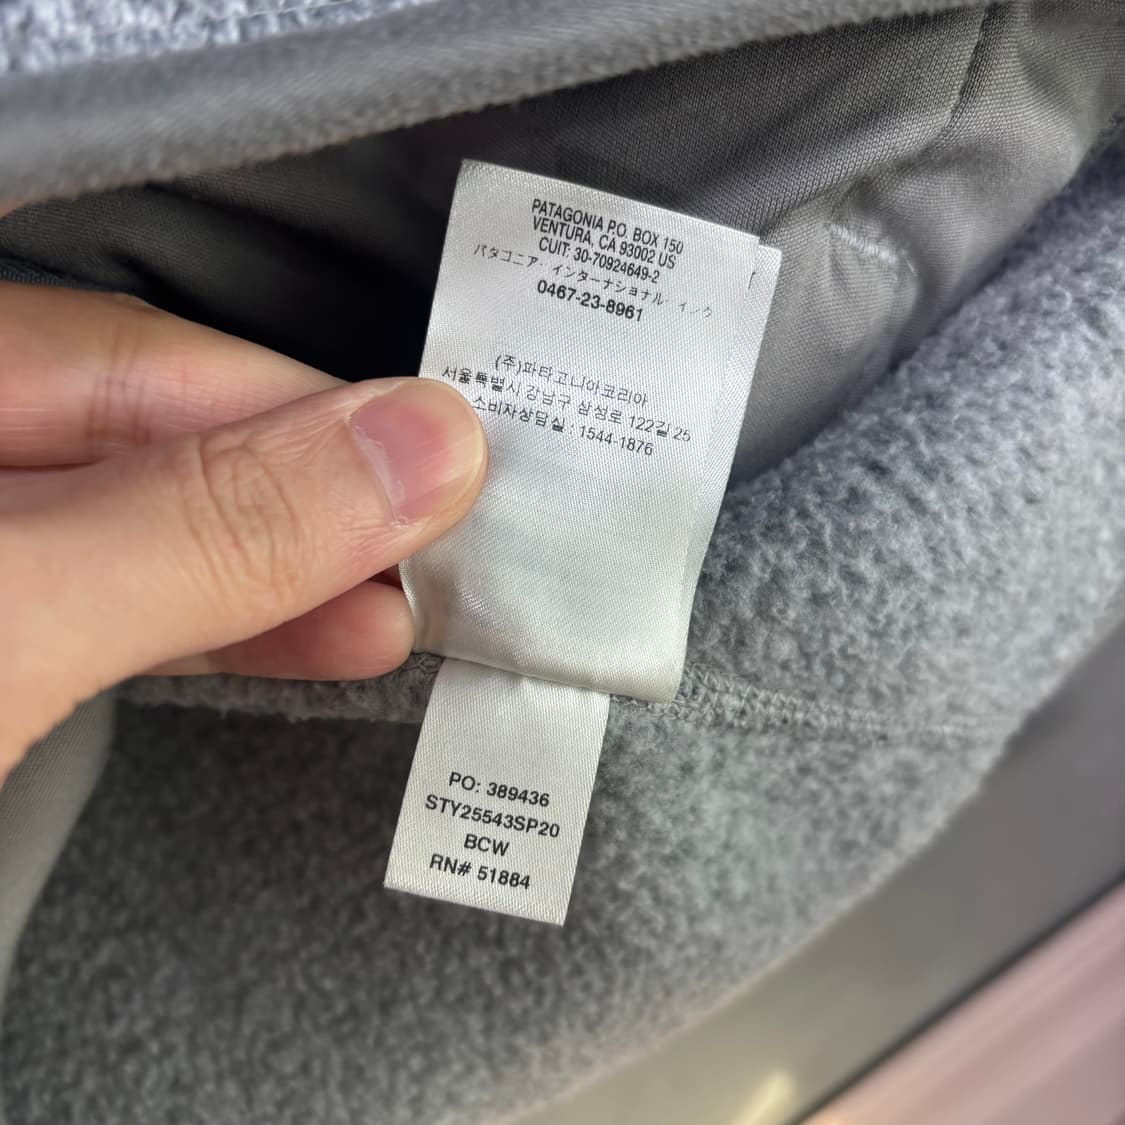 PATAGONIA P.O. BOX 150
VENTURA, CA 93002 US
CUIT: 30-70924649-2
パタゴニア・インターナショナル・インク
0467-23-8961
(주)파타고니아코리아
서울특별시 강남구 삼성로 122길 25
소비자상담실 : 1544-1876
PO: 389436
STY25543SP20
BCW
RN# 51884